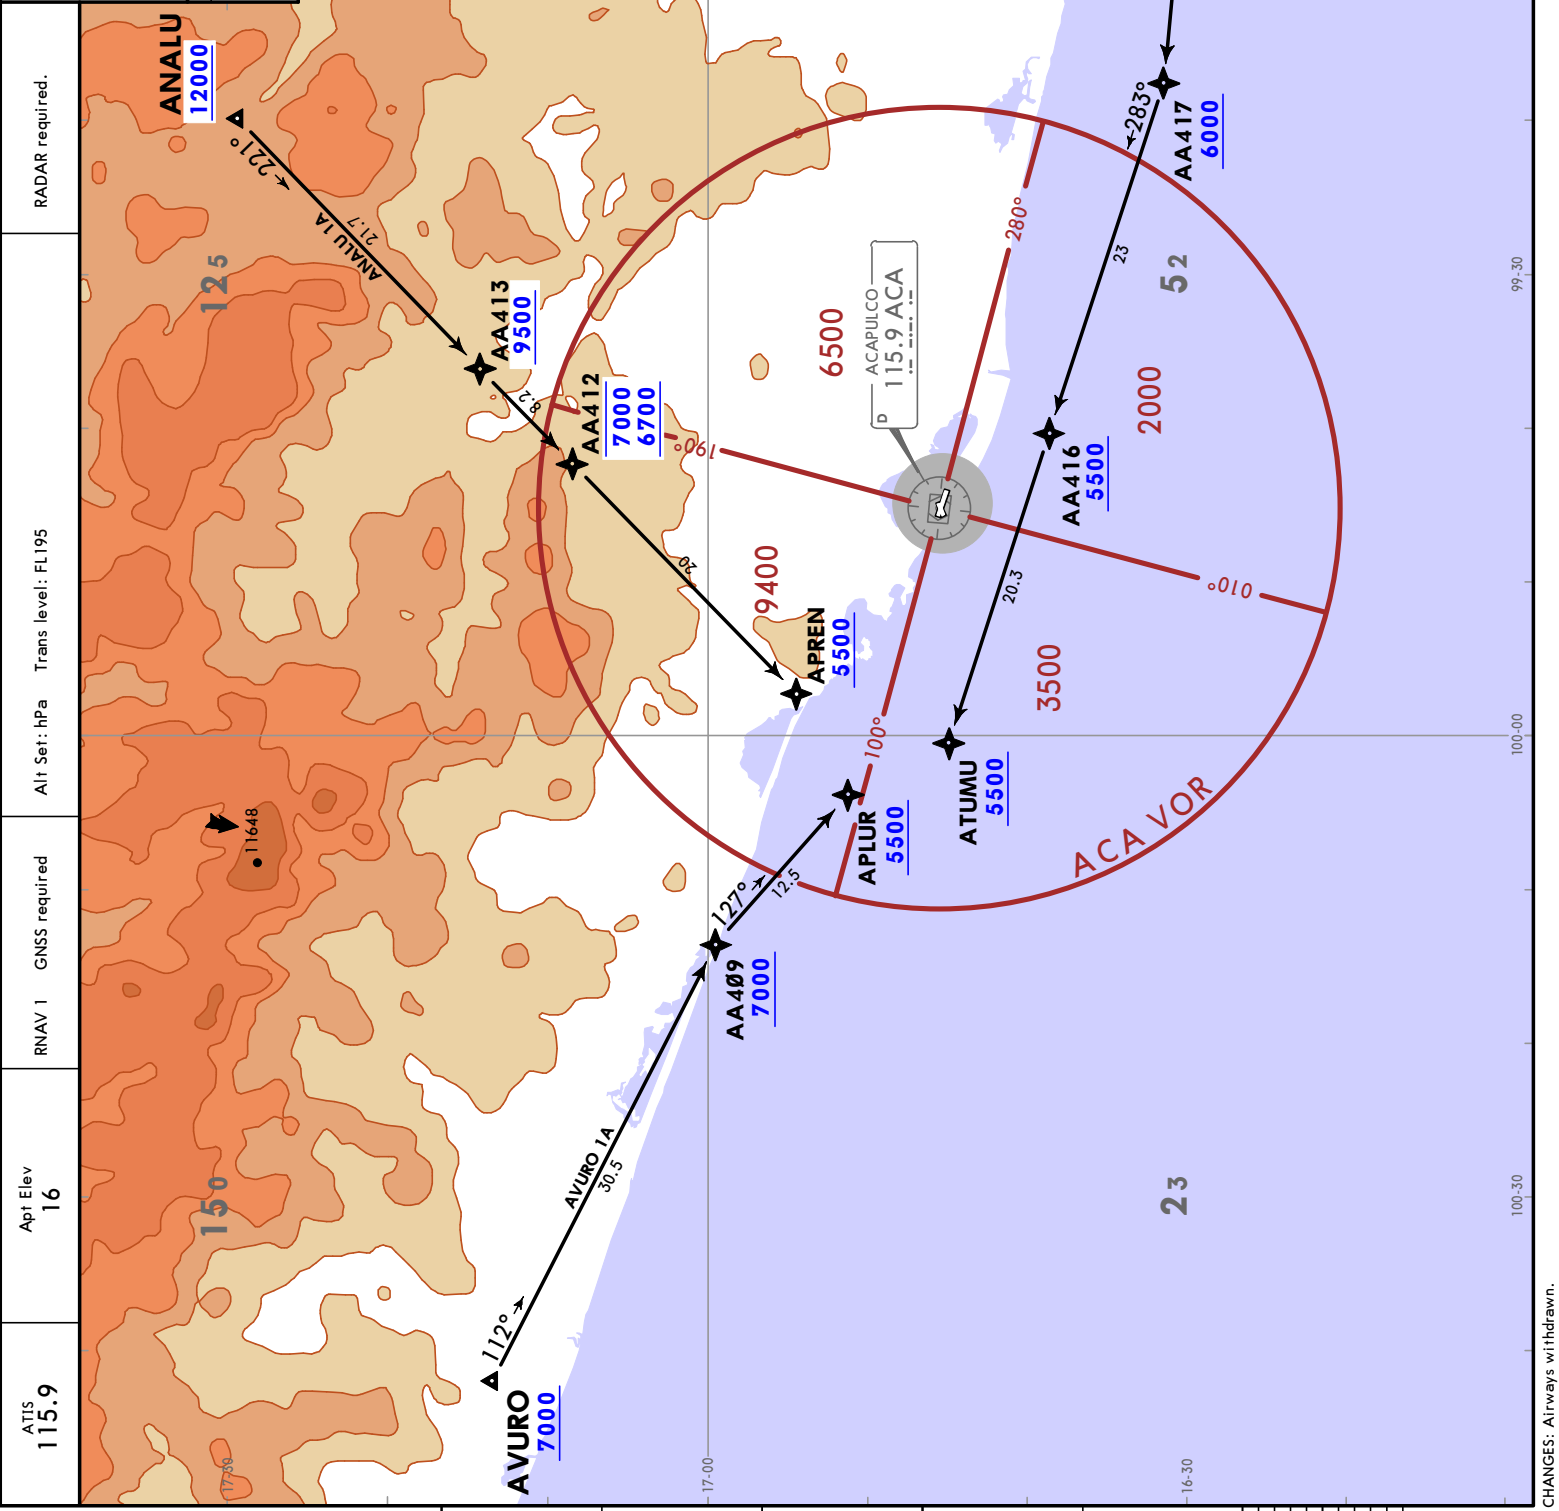 ATIS
115.9
Apt Elev
16
RNAV 1 GNSS required
Alt Set: hPa Trans level: FL195
RADAR required.
17-30
150
11648
125
ANALU
12000
221°
ANALU 1A
21.7
AA413
9500
8.2
AA412
7000
6700
20
190°
9400
6500
APREN
5500
AVURO
7000
112°
AVURO 1A
30.5
17-00
AA4Ø9
7000
127°
12.5
APLUR
5500
100°
D
ACAPULCO
115.9 ACA
280°
ATUMU
5500
20.3
3500
AA416
5500
2000
23
283°
AA417
6000
52
010°
ACA VOR
23
16-30
100-30
100-00
99-30
CHANGES: Airways withdrawn.